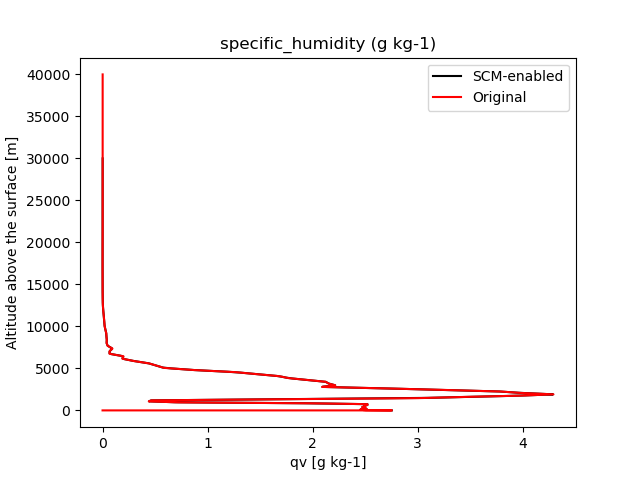 specific_humidity (g kg-1)
SCM-enabled
Original
Altitude above the surface [m]
40000
35000
30000
25000
20000
15000
10000
5000
0
0 1 2 3 4
qv [g kg-1]